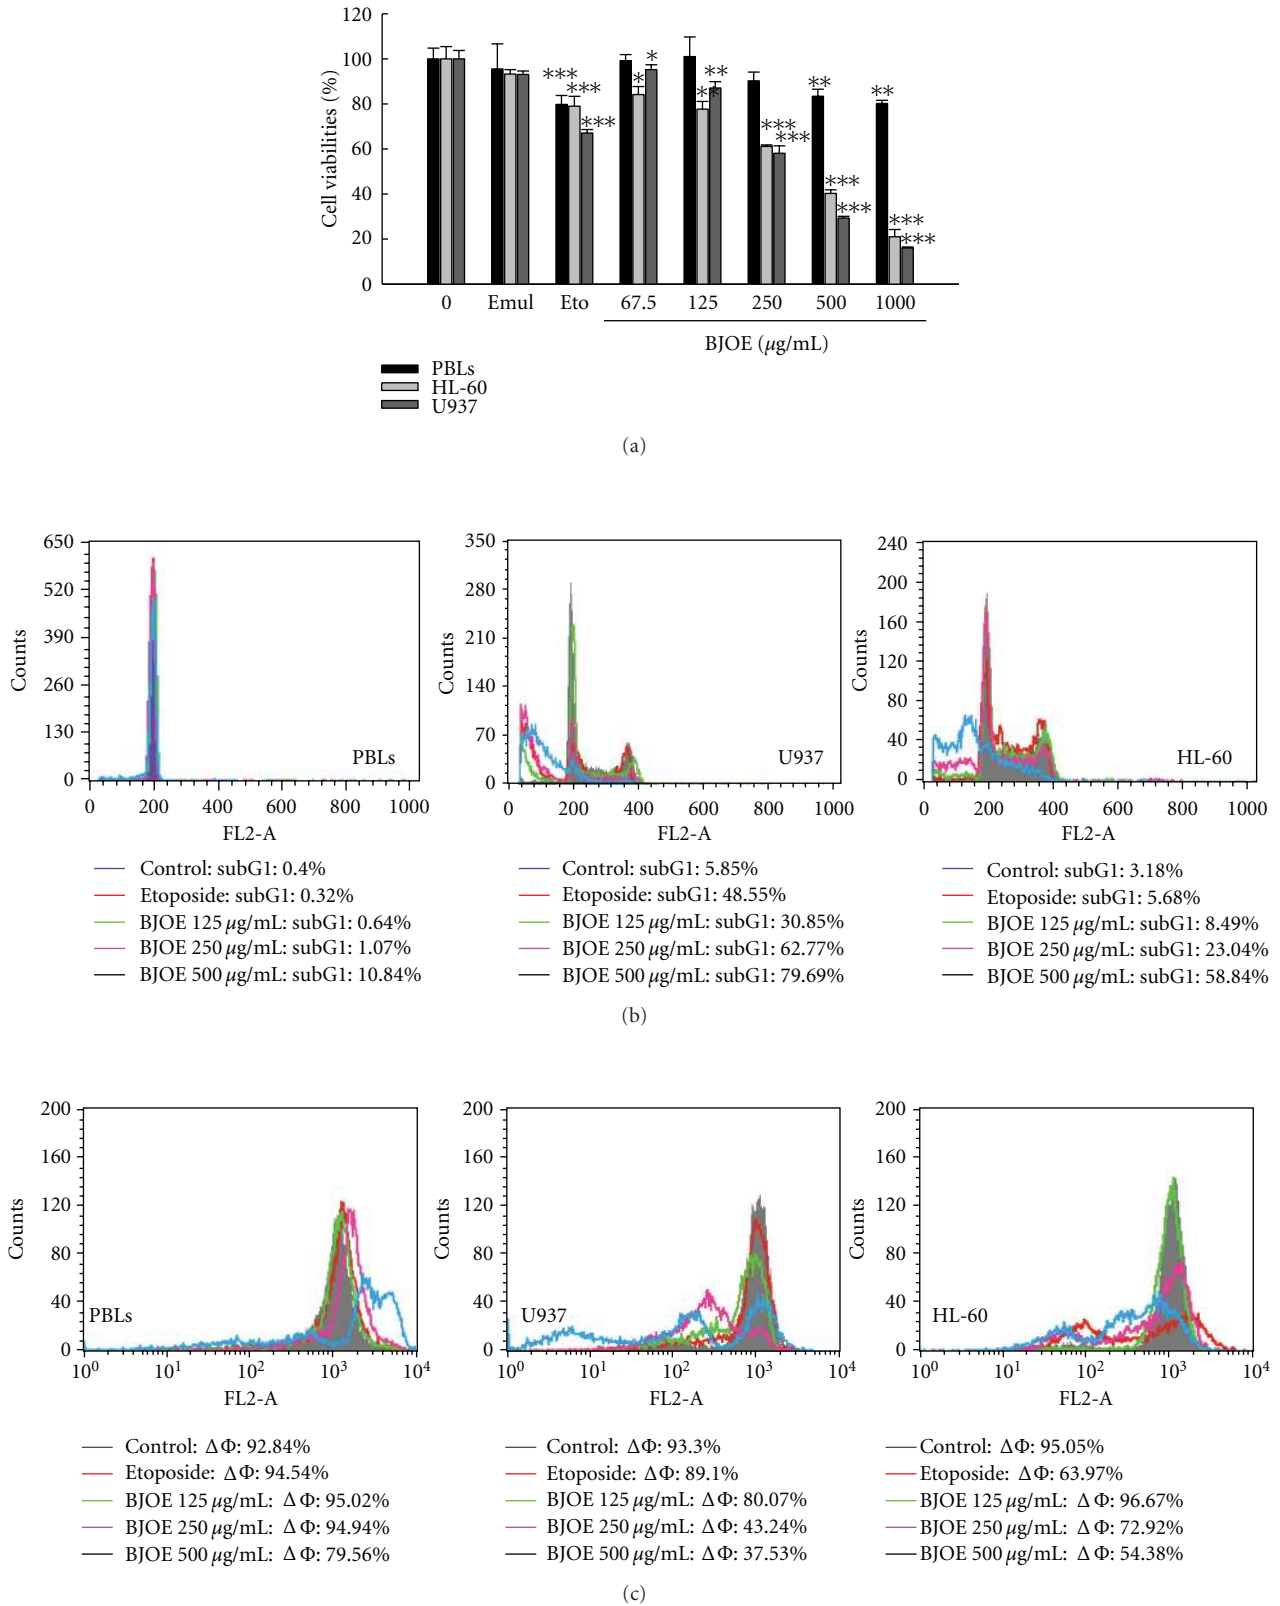 120
100
80
60
40
20
0
Cell viabilities (%)
*** *** ***
* *
** **
*** ***
** *** ***
** *** ***
0 Emul Eto 67.5 125 250 500 1000
BJOE (μg/mL)
PBLs
HL-60
U937
(a)
650
520
390
260
130
0
Counts
PBLs
0 200 400 600 800 1000
FL2-A
Control: subG1: 0.4%
Etoposide: subG1: 0.32%
BJOE 125 μg/mL: subG1: 0.64%
BJOE 250 μg/mL: subG1: 1.07%
BJOE 500 μg/mL: subG1: 10.84%
350
280
210
140
70
0
Counts
U937
0 200 400 600 800 1000
FL2-A
Control: subG1: 5.85%
Etoposide: subG1: 48.55%
BJOE 125 μg/mL: subG1: 30.85%
BJOE 250 μg/mL: subG1: 62.77%
BJOE 500 μg/mL: subG1: 79.69%
240
200
160
120
80
40
0
Counts
HL-60
0 200 400 600 800 1000
FL2-A
Control: subG1: 3.18%
Etoposide: subG1: 5.68%
BJOE 125 μg/mL: subG1: 8.49%
BJOE 250 μg/mL: subG1: 23.04%
BJOE 500 μg/mL: subG1: 58.84%
(b)
200
160
120
80
40
0
Counts
PBLs
10⁰ 10¹ 10² 10³ 10⁴
FL2-A
Control: ΔΦ: 92.84%
Etoposide: ΔΦ: 94.54%
BJOE 125 μg/mL: ΔΦ: 95.02%
BJOE 250 μg/mL: ΔΦ: 94.94%
BJOE 500 μg/mL: ΔΦ: 79.56%
200
160
120
80
40
0
Counts
U937
10⁰ 10¹ 10² 10³ 10⁴
FL2-A
Control: ΔΦ: 93.3%
Etoposide: ΔΦ: 89.1%
BJOE 125 μg/mL: ΔΦ: 80.07%
BJOE 250 μg/mL: ΔΦ: 43.24%
BJOE 500 μg/mL: ΔΦ: 37.53%
200
160
120
80
40
0
Counts
HL-60
10⁰ 10¹ 10² 10³ 10⁴
FL2-A
Control: ΔΦ: 95.05%
Etoposide: ΔΦ: 63.97%
BJOE 125 μg/mL: ΔΦ: 96.67%
BJOE 250 μg/mL: ΔΦ: 72.92%
BJOE 500 μg/mL: ΔΦ: 54.38%
(c)